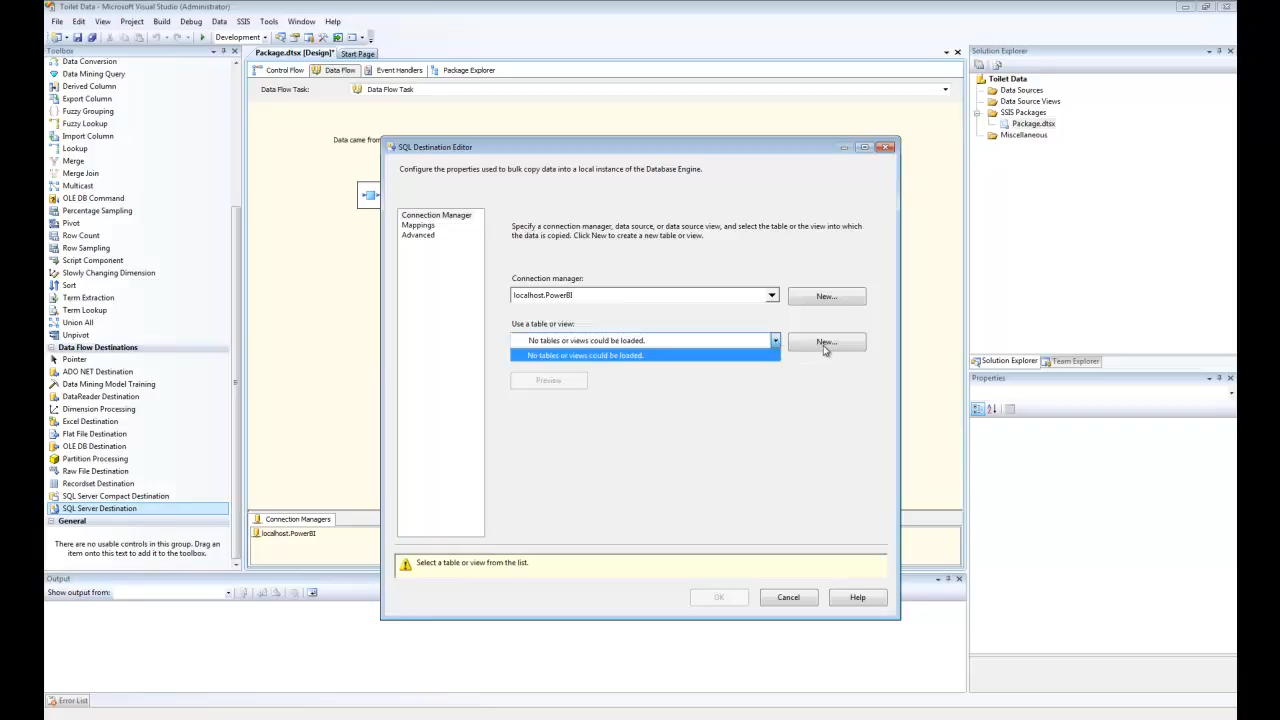 Toilet Data - Microsoft Visual Studio (Administrator)
File Edit View Project Build Debug Data SSIS Tools Window Help
Development
Toolbox
Data Conversion
Data Mining Query
Derived Column
Export Column
Fuzzy Grouping
Fuzzy Lookup
Import Column
Lookup
Merge
Merge Join
Multicast
OLE DB Command
Percentage Sampling
Pivot
Row Count
Row Sampling
Script Component
Slowly Changing Dimension
Sort
Term Extraction
Term Lookup
Union All
Unpivot
Data Flow Destinations
Pointer
ADO NET Destination
Data Mining Model Training
DataReader Destination
Dimension Processing
Excel Destination
Flat File Destination
OLE DB Destination
Partition Processing
Raw File Destination
Recordset Destination
SQL Server Compact Destination
SQL Server Destination
General
There are no usable controls in this group. Drag an
item onto this text to add it to the toolbox.
Package.dtsx [Design]* Start Page
Control Flow Data Flow Event Handlers Package Explorer
Data Flow Task: Data Flow Task
Data came from
SQL Destination Editor
Configure the properties used to bulk copy data into a local instance of the Database Engine.
Connection Manager
Mappings
Advanced
Specify a connection manager, data source, or data source view, and select the table or the view into which
the data is copied. Click New to create a new table or view.
Connection manager:
localhost.PowerBI New...
Use a table or view:
No tables or views could be loaded. New...
No tables or views could be loaded.
Preview
Select a table or view from the list.
OK Cancel Help
Connection Managers
localhost.PowerBI
Solution Explorer
Toilet Data
Data Sources
Data Source Views
SSIS Packages
Package.dtsx
Miscellaneous
Solution Explorer Team Explorer
Properties
Output
Show output from:
Error List